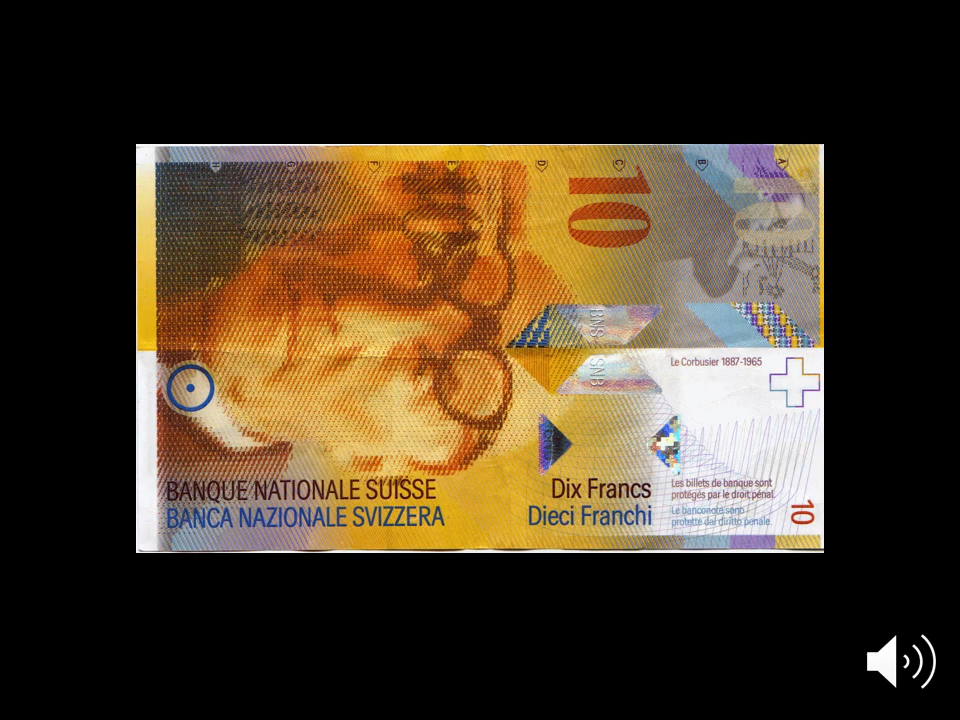 H G F E D C B A
10
10
BNS
SNB
Le Corbusier 1887-1965
BANQUE NATIONALE SUISSE
BANCA NAZIONALE SVIZZERA
Dix Francs
Dieci Franchi
Les billets de banque sont
protégés par le droit pénal.
Le banconote sono
protette dal diritto penale.
10